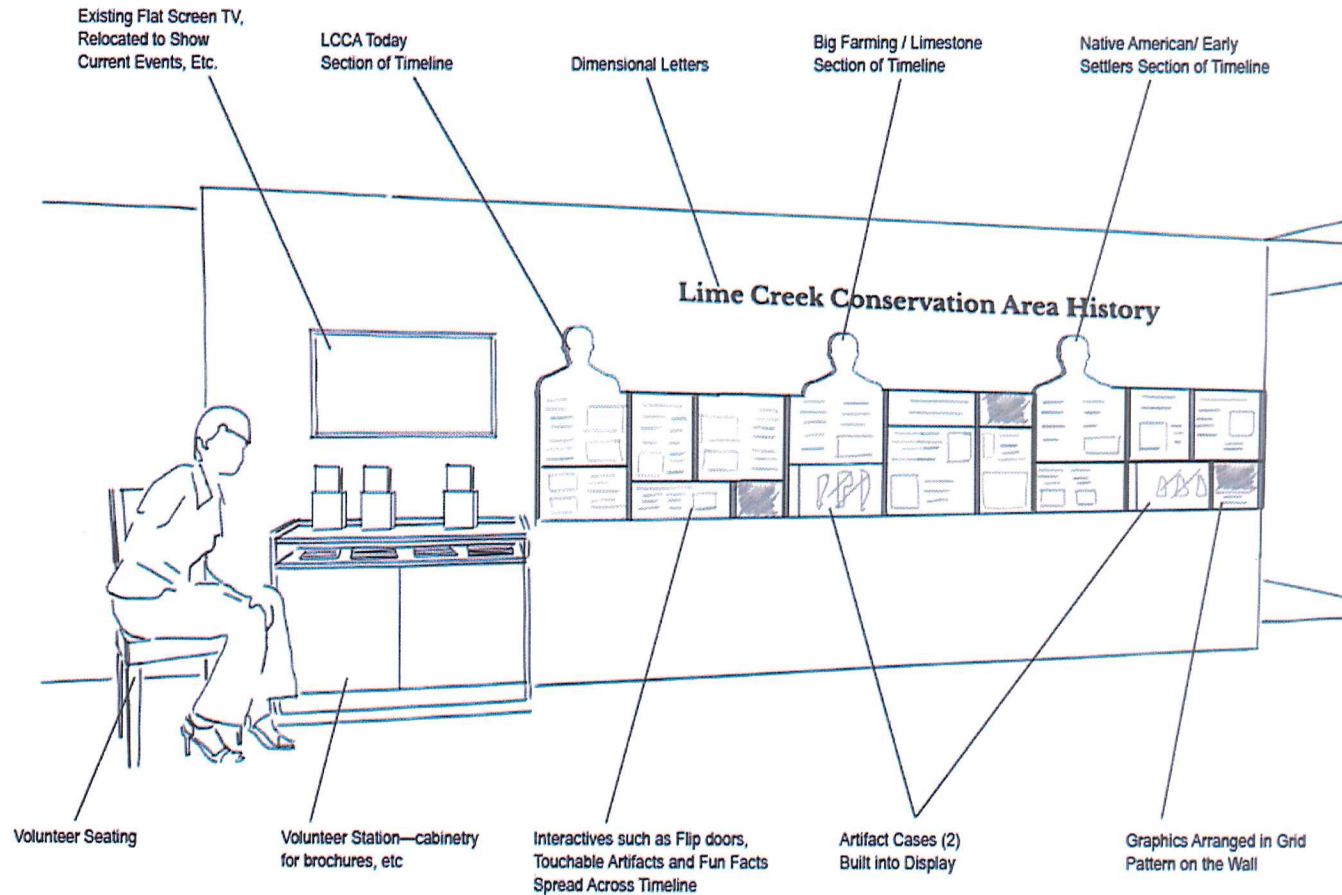 Existing Flat Screen TV,
Relocated to Show
Current Events, Etc.
LCCA Today
Section of Timeline
Dimensional Letters
Big Farming / Limestone
Section of Timeline
Native American/ Early
Settlers Section of Timeline
Lime Creek Conservation Area History
Volunteer Seating
Volunteer Station—cabinetry
for brochures, etc
Interactives such as Flip doors,
Touchable Artifacts and Fun Facts
Spread Across Timeline
Artifact Cases (2)
Built into Display
Graphics Arranged in Grid
Pattern on the Wall